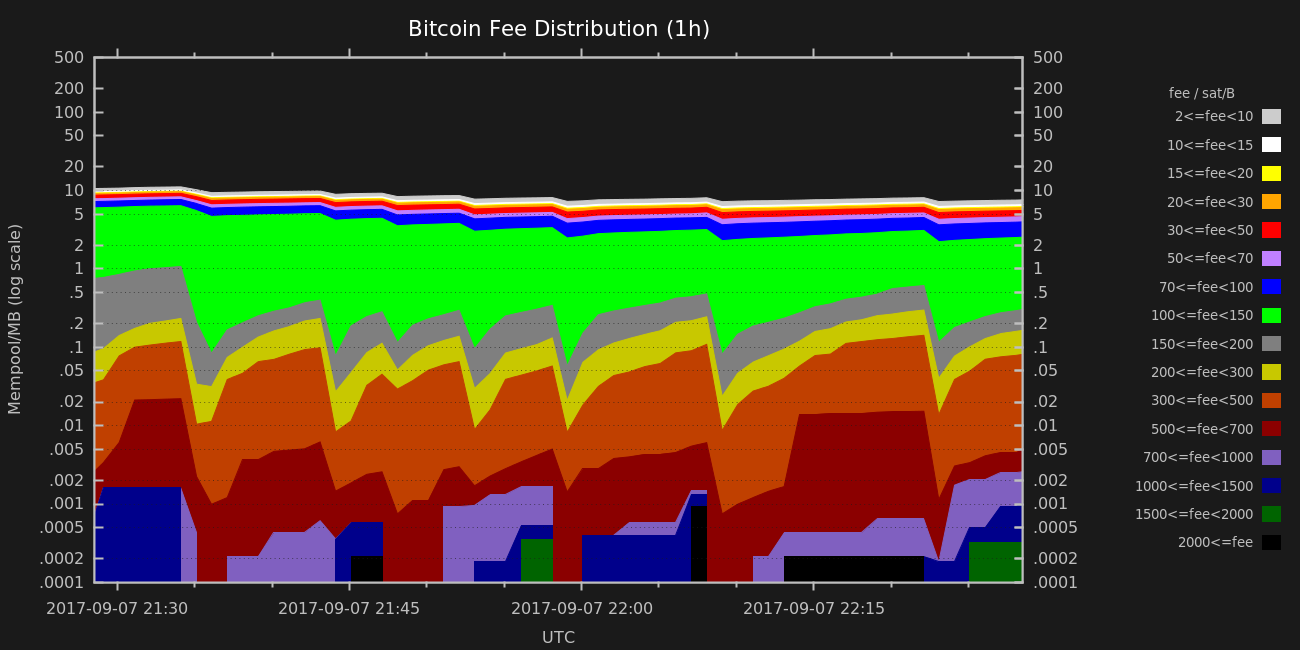 Bitcoin Fee Distribution (1h)
Mempool/MB (log scale)
500 500
200 200
100 100
50 50
20 20
10 10
5 5
2 2
1 1
.5 .5
.2 .2
.1 .1
.05 .05
.02 .02
.01 .01
.005 .005
.002 .002
.001 .001
.0005 .0005
.0002 .0002
.0001 .0001
2017-09-07 21:30 2017-09-07 21:45 2017-09-07 22:00 2017-09-07 22:15
UTC
fee / sat/B
2<=fee<10
10<=fee<15
15<=fee<20
20<=fee<30
30<=fee<50
50<=fee<70
70<=fee<100
100<=fee<150
150<=fee<200
200<=fee<300
300<=fee<500
500<=fee<700
700<=fee<1000
1000<=fee<1500
1500<=fee<2000
2000<=fee